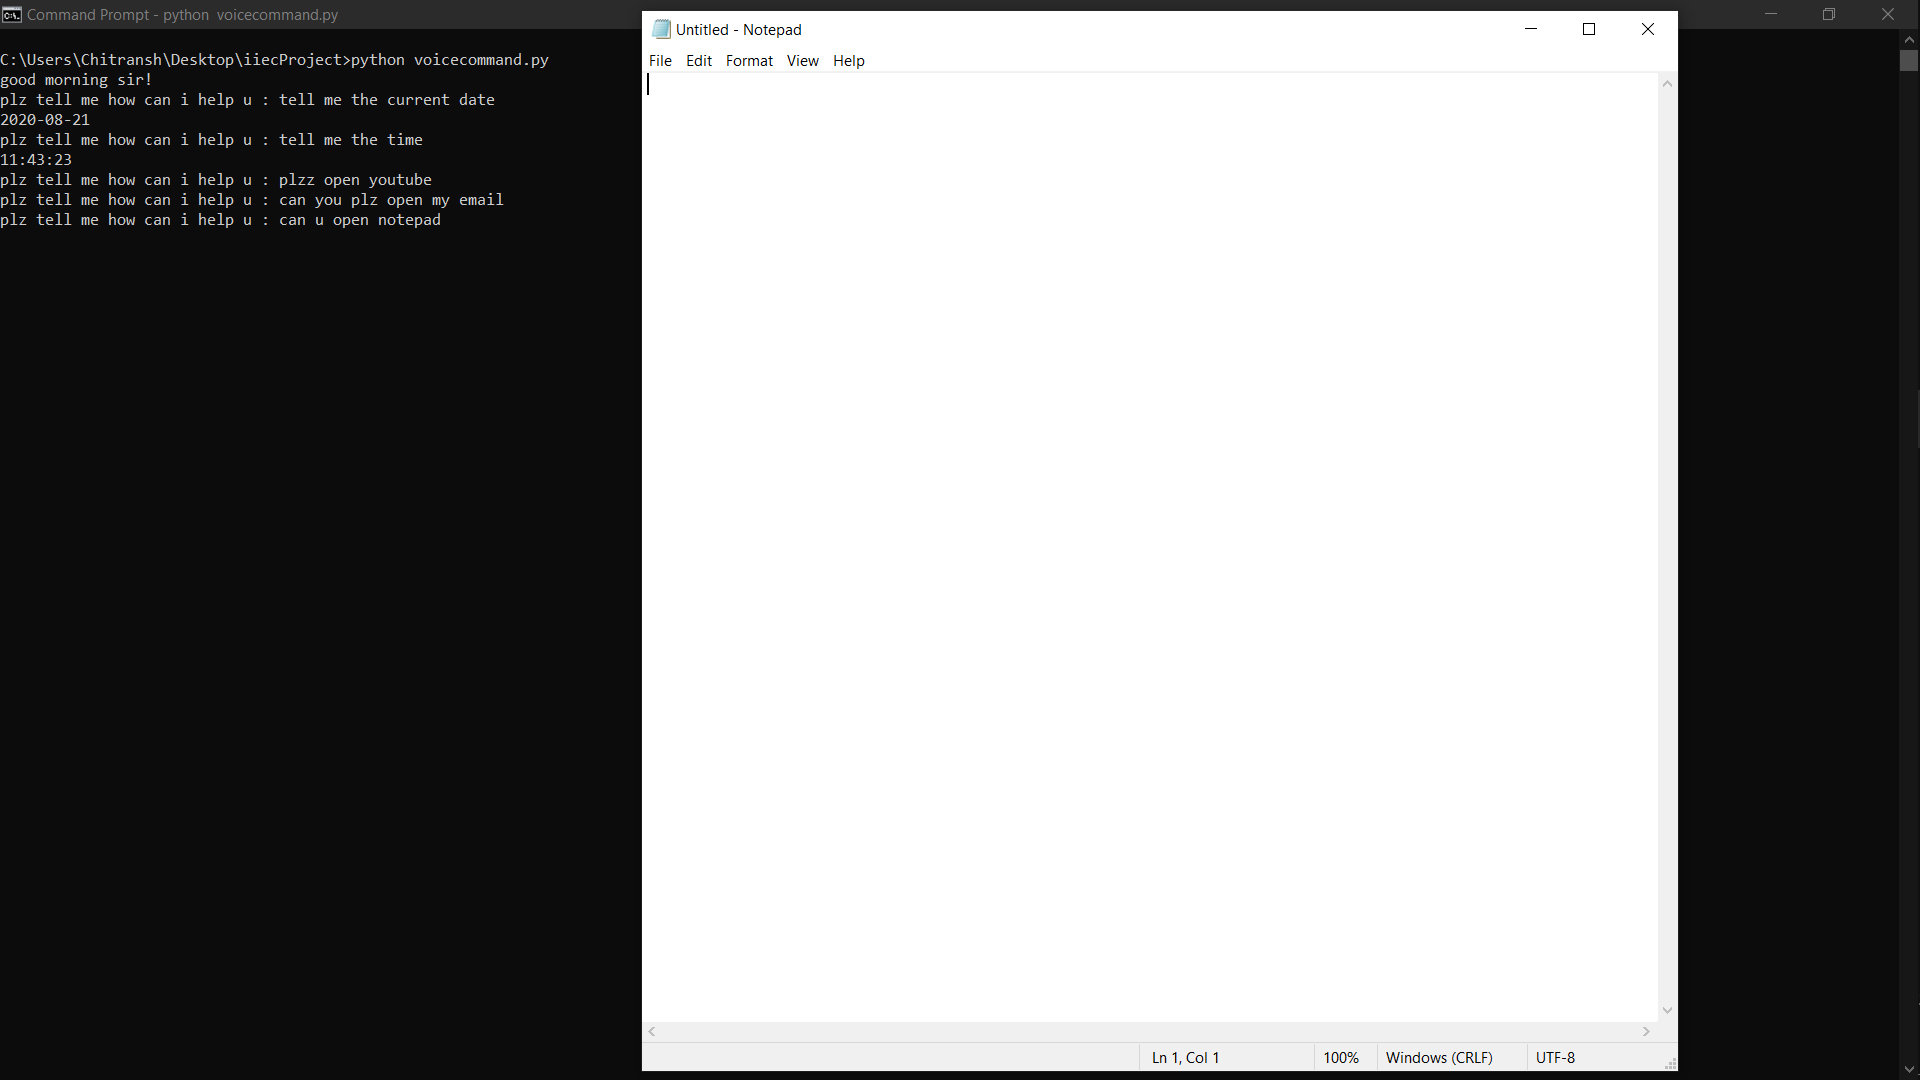 Command Prompt - python  voicecommand.py
C:\Users\Chitransh\Desktop\iiecProject>python voicecommand.py
good morning sir!
plz tell me how can i help u : tell me the current date
2020-08-21
plz tell me how can i help u : tell me the time
11:43:23
plz tell me how can i help u : plzz open youtube
plz tell me how can i help u : can you plz open my email
plz tell me how can i help u : can u open notepad
Untitled - Notepad
File Edit Format View Help
Ln 1, Col 1 100% Windows (CRLF) UTF-8